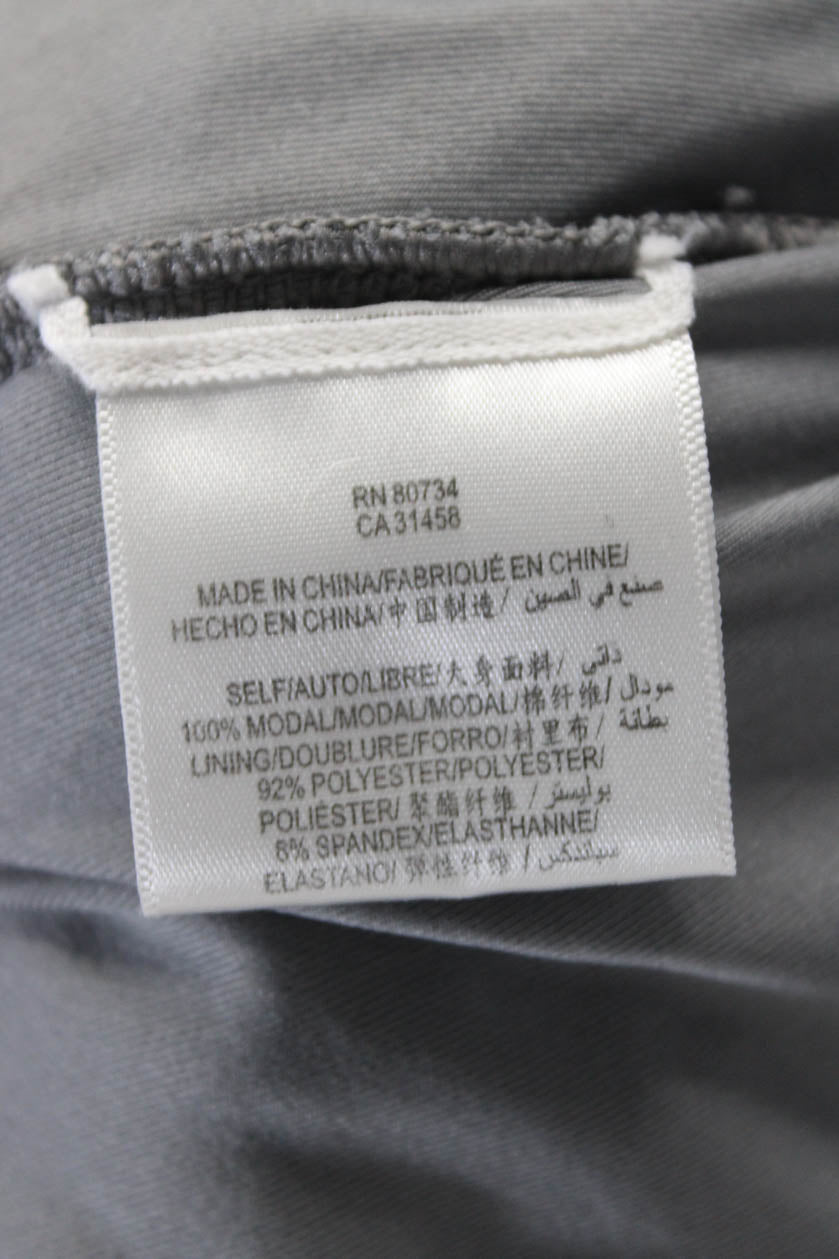 RN 80734
CA 31458
MADE IN CHINA/FABRIQUÉ EN CHINE/
HECHO EN CHINA/中国制造/ صنع في الصين
SELF/AUTO/LIBRE/大身面料/ ذاتي
100% MODAL/MODAL/MODAL/棉纤维/ مودال
LINING/DOUBLURE/FORRO/衬里布/ بطانة
92% POLYESTER/POLYESTER/
POLIÉSTER/ 聚酯纤维 / بوليستر
8% SPANDEX/ELASTHANNE/
ELASTANO/ 弹性纤维 / سباندكس